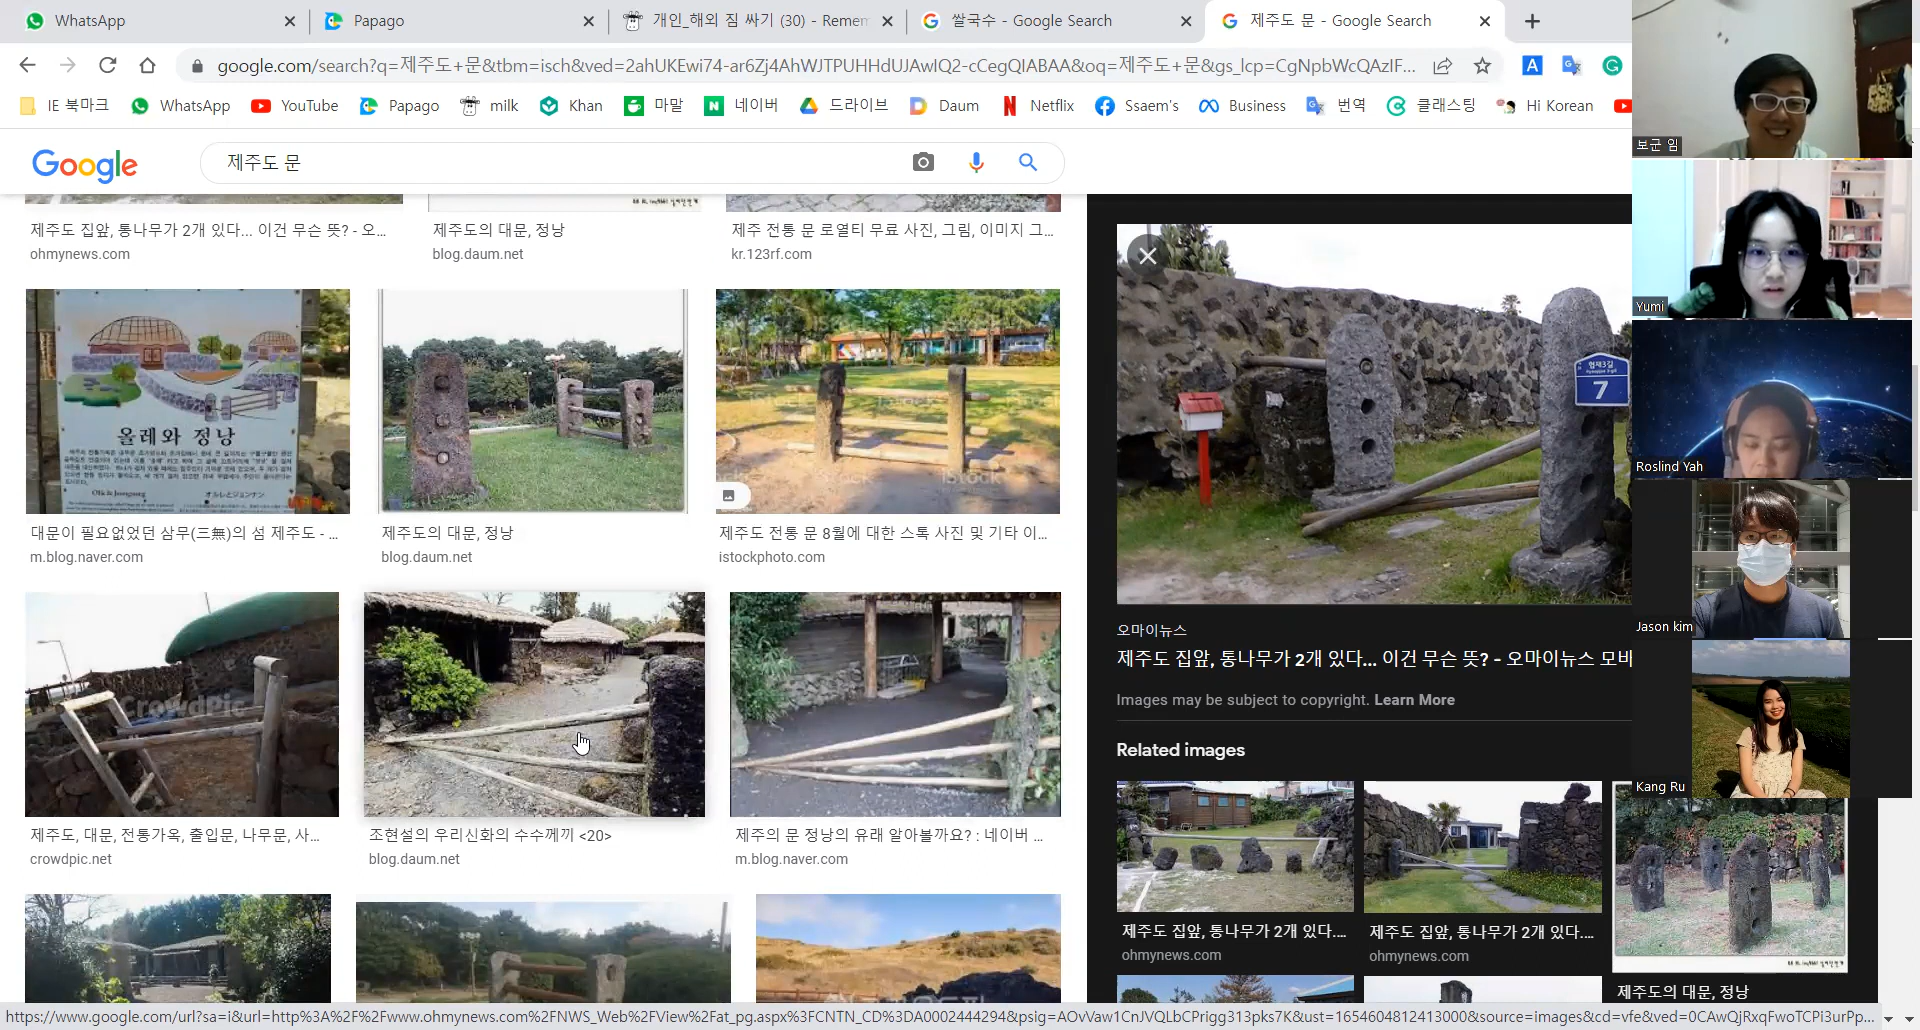 WhatsApp
Papago
개인_해외 짐 싸기 (30) - Remem
쌀국수 - Google Search
제주도 문 - Google Search
google.com/search?q=제주도+문&tbm=isch&ved=2ahUKEwi74-ar6Zj4AhWJTPUHHdUJAwIQ2-cCegQIABAA&oq=제주도+문&gs_lcp=CgNpbWcQAzIF...
IE 북마크
WhatsApp
YouTube
Papago
milk
Khan
마말
네이버
드라이브
Daum
Netflix
Ssaem's
Business
번역
클래스팅
Hi Korean
Google
제주도 문
제주도 집앞, 통나무가 2개 있다... 이건 무슨 뜻? - 오...
ohmynews.com
제주도의 대문, 정낭
blog.daum.net
제주 전통 문 로열티 무료 사진, 그림, 이미지 그...
kr.123rf.com
올레와 정낭
대문이 필요없었던 삼무(三無)의 섬 제주도 - ...
m.blog.naver.com
제주도의 대문, 정낭
blog.daum.net
iStock
제주도 전통 문 8월에 대한 스톡 사진 및 기타 이...
istockphoto.com
CrowdPic
제주도, 대문, 전통가옥, 출입문, 나무문, 사...
crowdpic.net
조현설의 우리신화의 수수께끼 <20>
blog.daum.net
제주의 문 정낭의 유래 알아볼까요? : 네이버 ...
m.blog.naver.com
협재3길
7
오마이뉴스
제주도 집앞, 통나무가 2개 있다... 이건 무슨 뜻? - 오마이뉴스 모바
Images may be subject to copyright. Learn More
Related images
제주도 집앞, 통나무가 2개 있다....
ohmynews.com
제주도 집앞, 통나무가 2개 있다....
ohmynews.com
제주도의 대문, 정낭
보군 임
Yumi
Roslind Yah
Jason kim
Kang Ru
https://www.google.com/url?sa=i&url=http%3A%2F%2Fwww.ohmynews.com%2FNWS_Web%2FView%2Fat_pg.aspx%3FCNTN_CD%3DA0002444294&psig=AOvVaw1CnJVQLbCPrigg313pks7K&ust=1654604812413000&source=images&cd=vfe&ved=0CAwQjRxqFwoTCPi3urPp...